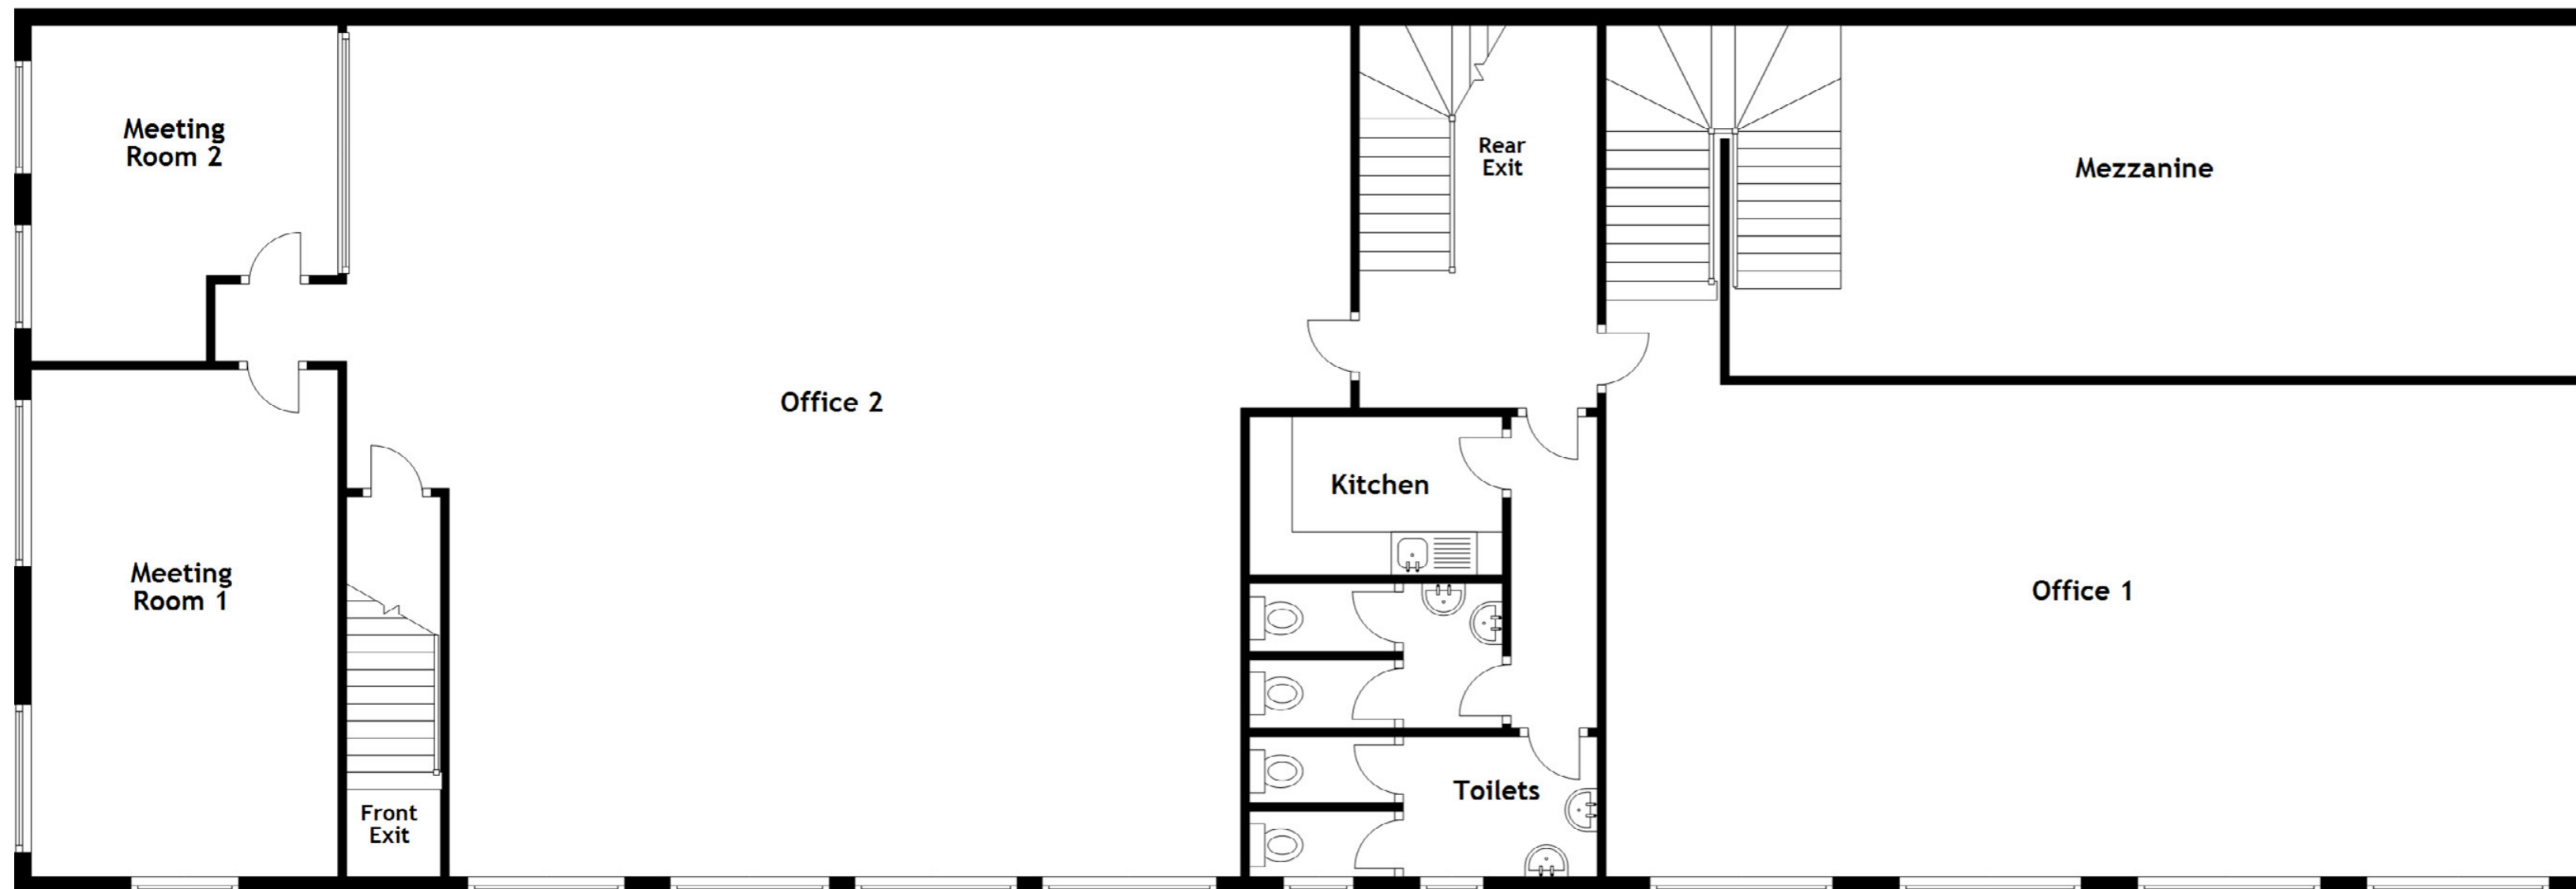 Meeting
Room 2
Rear
Exit
Mezzanine
Office 2
Kitchen
Meeting
Room 1
Office 1
Toilets
Front
Exit